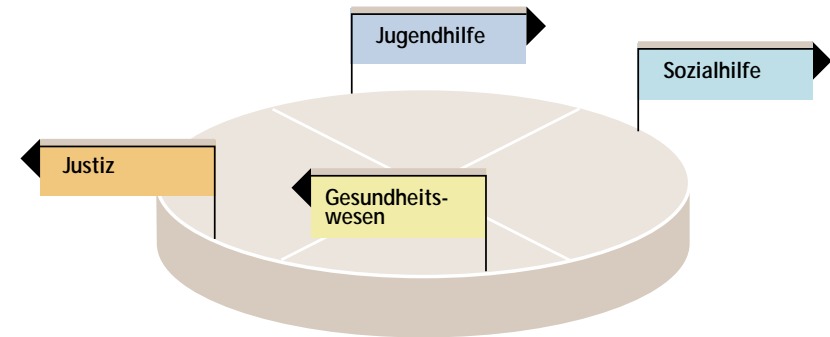 Jugendhilfe
Sozialhilfe
Justiz
Gesundheits-
wesen